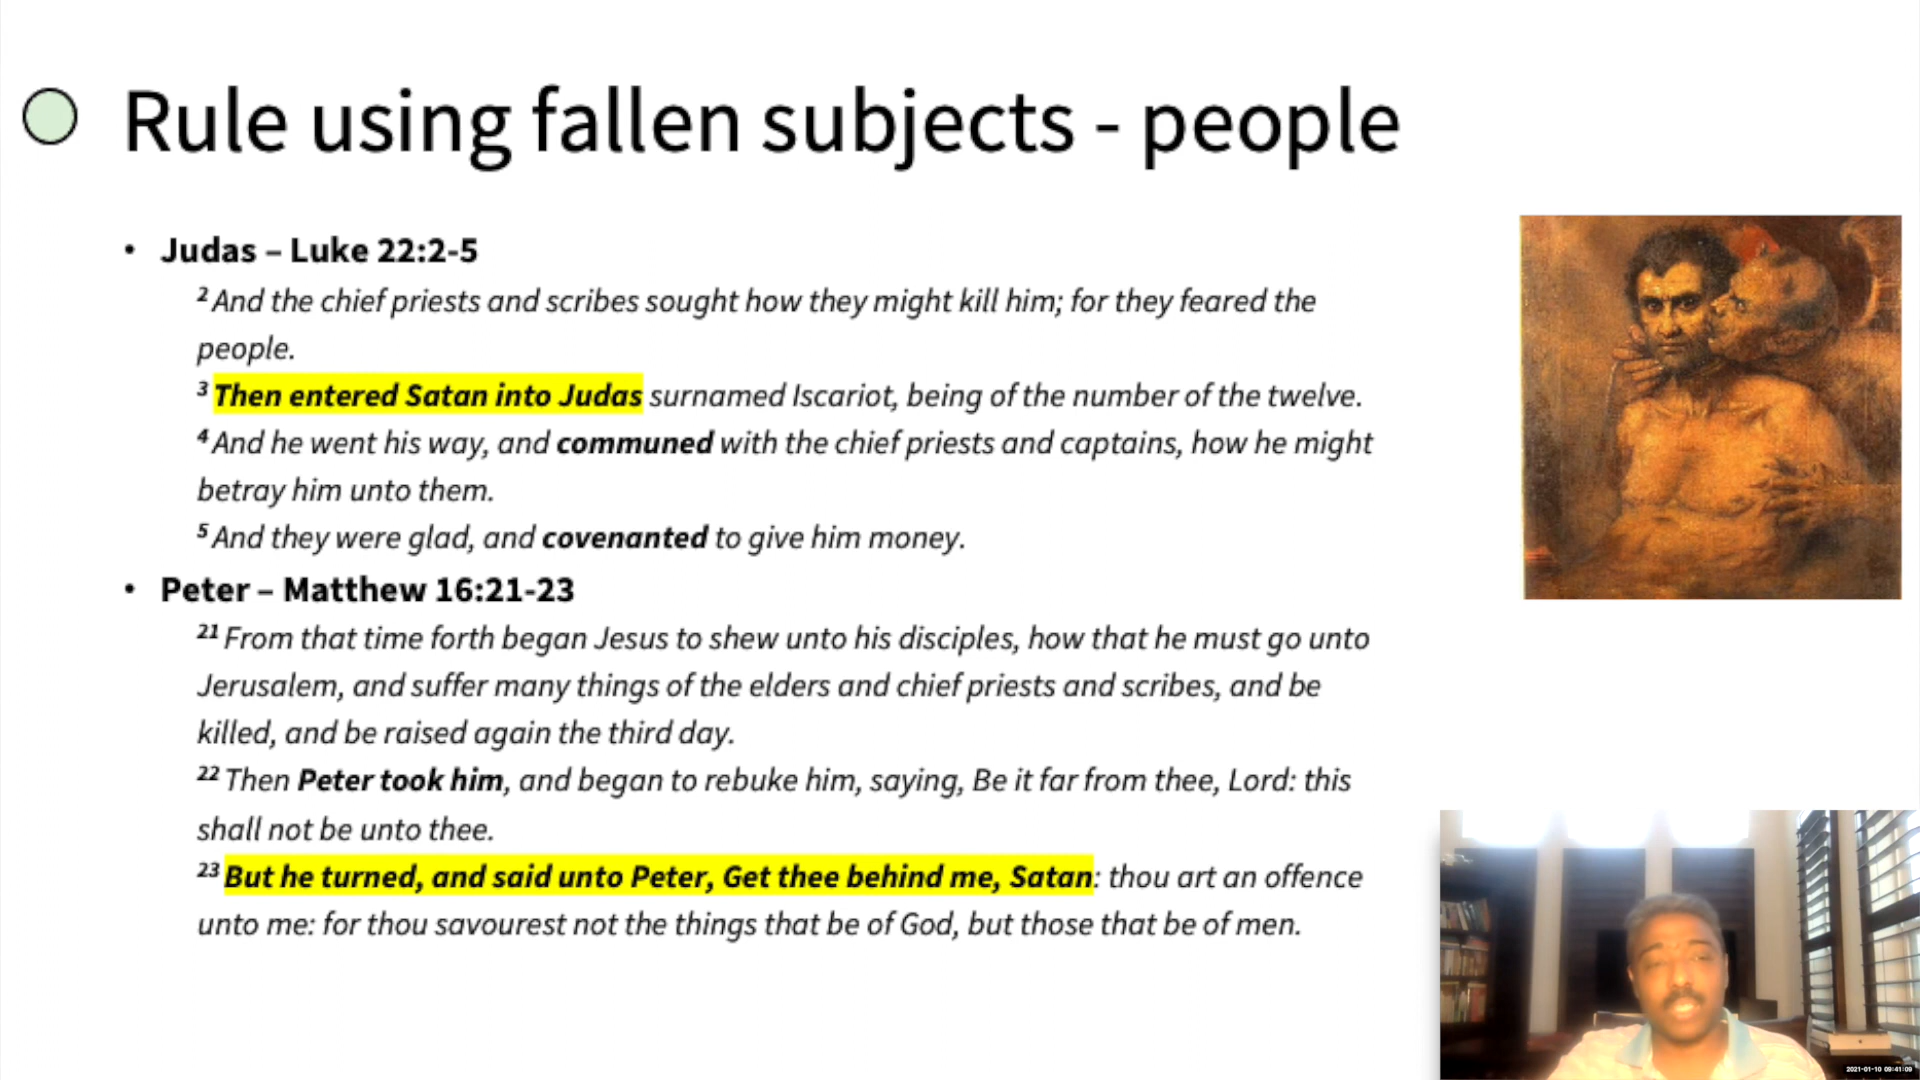 Rule using fallen subjects - people
• Judas – Luke 22:2-5
2 And the chief priests and scribes sought how they might kill him; for they feared the
people.
3 Then entered Satan into Judas surnamed Iscariot, being of the number of the twelve.
4 And he went his way, and communed with the chief priests and captains, how he might
betray him unto them.
5 And they were glad, and covenanted to give him money.
• Peter – Matthew 16:21-23
21 From that time forth began Jesus to shew unto his disciples, how that he must go unto
Jerusalem, and suffer many things of the elders and chief priests and scribes, and be
killed, and be raised again the third day.
22 Then Peter took him, and began to rebuke him, saying, Be it far from thee, Lord: this
shall not be unto thee.
23 But he turned, and said unto Peter, Get thee behind me, Satan: thou art an offence
unto me: for thou savourest not the things that be of God, but those that be of men.
2021-01-10 09:41:09